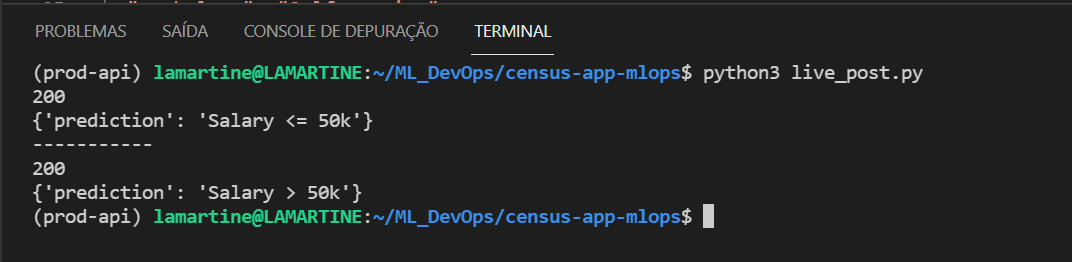 PROBLEMAS SAÍDA CONSOLE DE DEPURAÇÃO TERMINAL
(prod-api) lamartine@LAMARTINE:~/ML_DevOps/census-app-mlops$ python3 live_post.py
200
{'prediction': 'Salary <= 50k'}
-----------
200
{'prediction': 'Salary > 50k'}
(prod-api) lamartine@LAMARTINE:~/ML_DevOps/census-app-mlops$